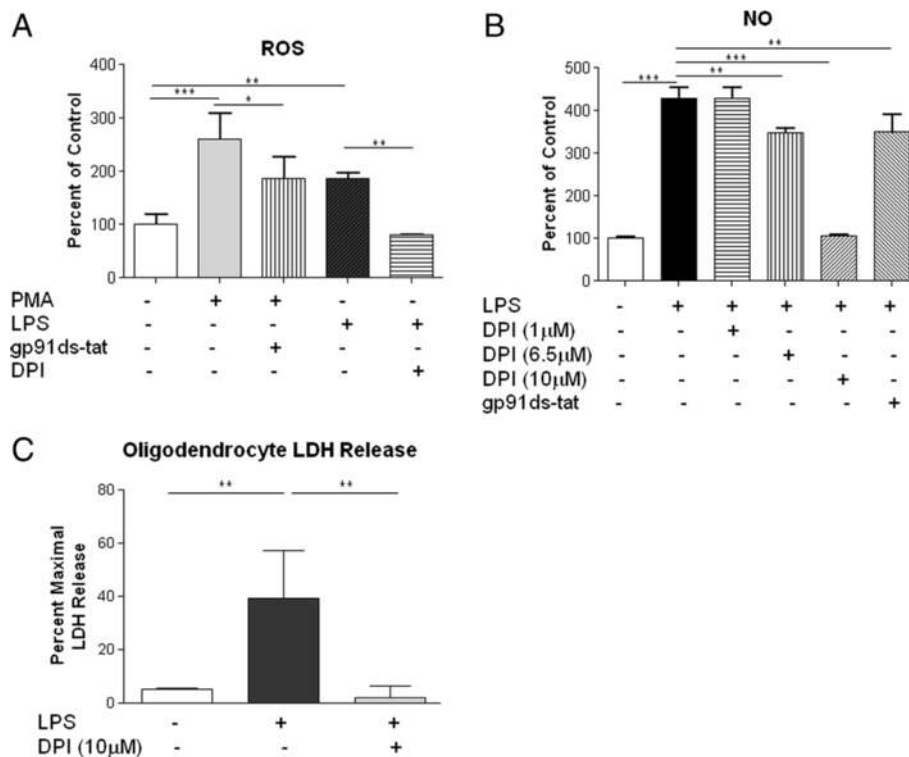 A
ROS
** 
*** *
**
Percent of Control
400
300
200
100
0
PMA - + + - -
LPS - - - + +
gp91ds-tat - - + - -
DPI - - - - +
B
NO
**
***
*** **
Percent of Control
500
400
300
200
100
0
LPS - + + + + +
DPI (1μM) - - + - - -
DPI (6.5μM) - - - + - -
DPI (10μM) - - - - + -
gp91ds-tat - - - - - +
C
Oligodendrocyte LDH Release
** **
Percent Maximal
LDH Release
80
60
40
20
0
LPS - + +
DPI (10μM) - - +